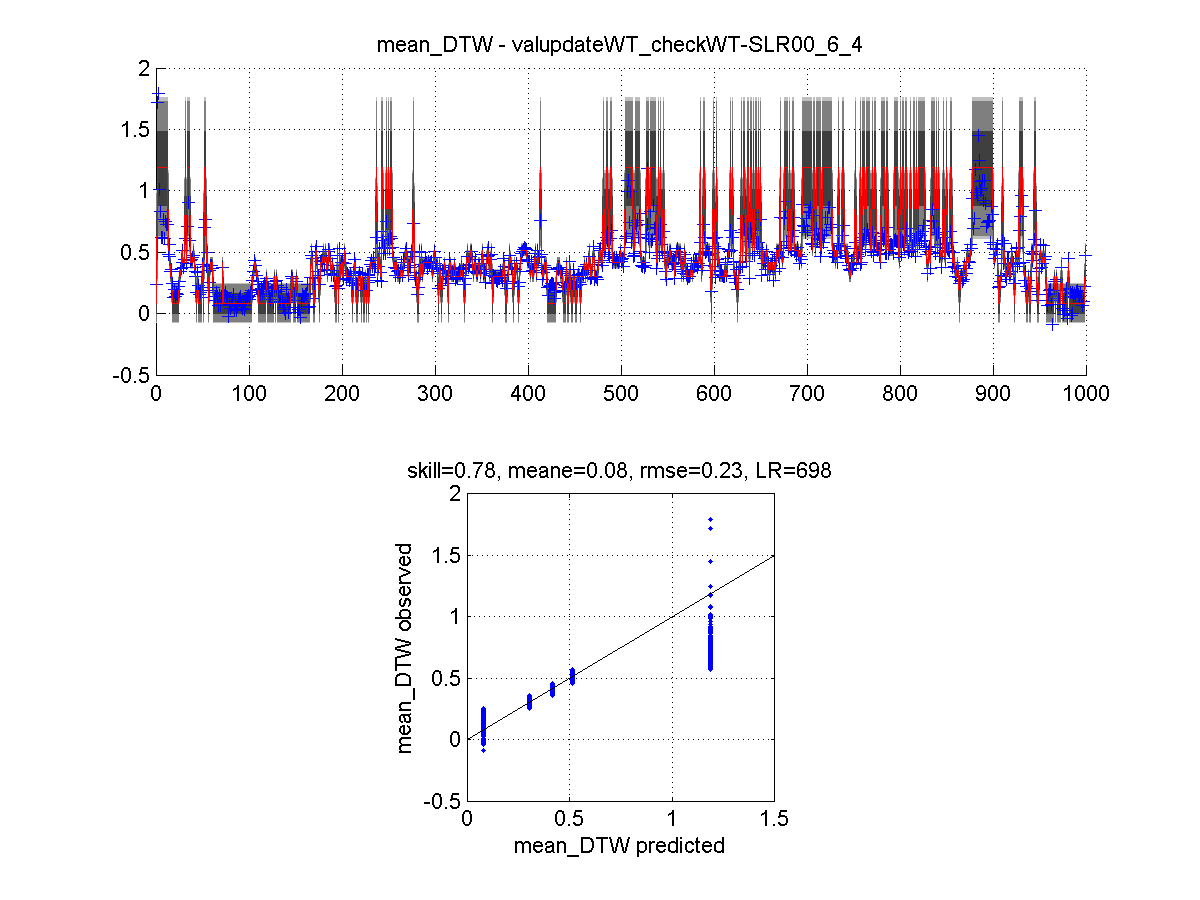 mean_DTW - valupdateWT_checkWT-SLR00_6_4
2
1.5
1
0.5
0
-0.5
0 100 200 300 400 500 600 700 800 900 1000
skill=0.78, meane=0.08, rmse=0.23, LR=698
mean_DTW observed
2
1.5
1
0.5
0
-0.5
0 0.5 1 1.5
mean_DTW predicted